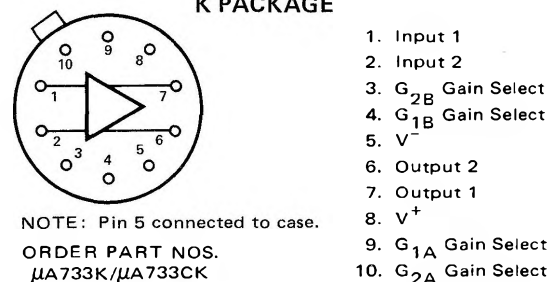 K PACKAGE
9
10
8
1
7
2
6
3
5
4
1. Input 1
2. Input 2
3. G2B Gain Select
4. G1B Gain Select
5. V-
6. Output 2
7. Output 1
8. V+
9. G1A Gain Select
10. G2A Gain Select
NOTE: Pin 5 connected to case.
ORDER PART NOS.
μA733K/μA733CK